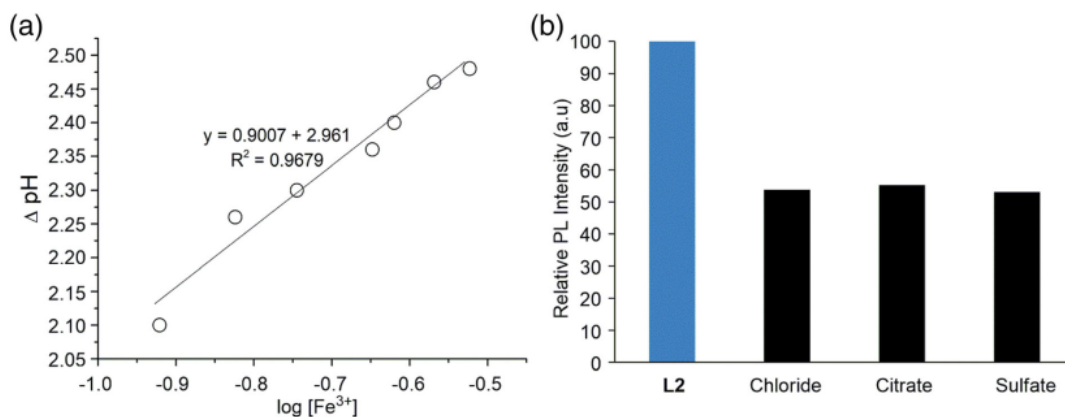 (a)
2.50
2.45
2.40
2.35
2.30
2.25
2.20
2.15
2.10
2.05
Δ pH
y = 0.9007 + 2.961
R² = 0.9679
-1.0 -0.9 -0.8 -0.7 -0.6 -0.5
log [Fe³⁺]
(b)
100
90
80
70
60
50
40
30
20
10
0
Relative PL Intensity (a.u)
L2 Chloride Citrate Sulfate